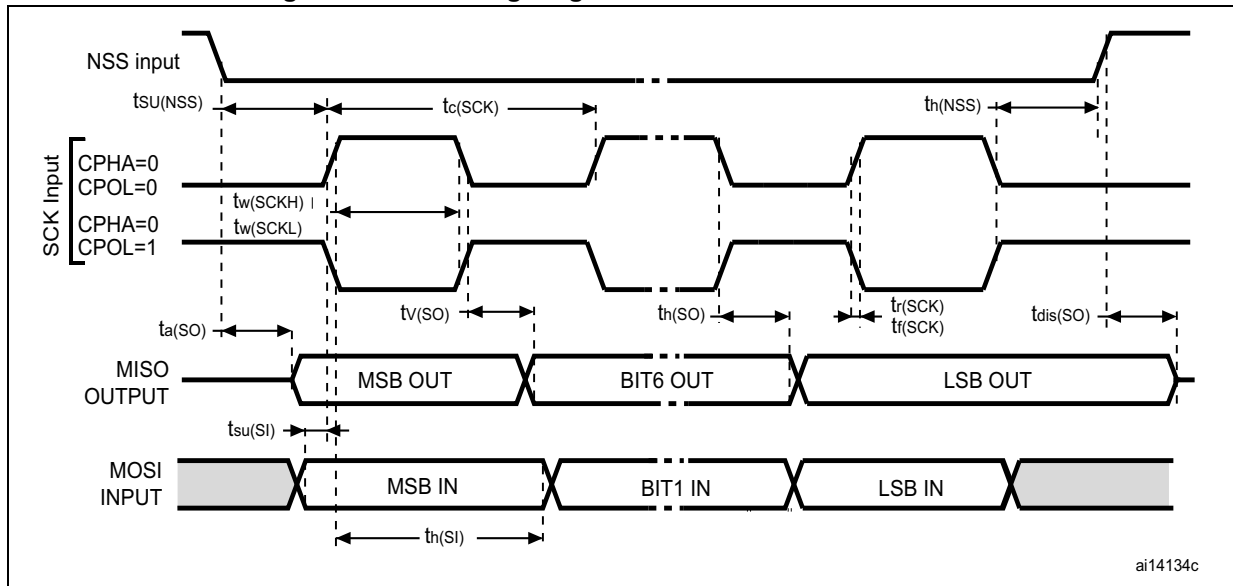 NSS input
tSU(NSS)
tc(SCK)
th(NSS)
SCK Input
CPHA=0
CPOL=0
tw(SCKH)
CPHA=0
CPOL=1
tw(SCKL)
ta(SO)
tV(SO)
th(SO)
tr(SCK)
tf(SCK)
tdis(SO)
MISO
OUTPUT
MSB OUT
BIT6 OUT
LSB OUT
tsu(SI)
MOSI
INPUT
MSB IN
BIT1 IN
LSB IN
th(SI)
ai14134c